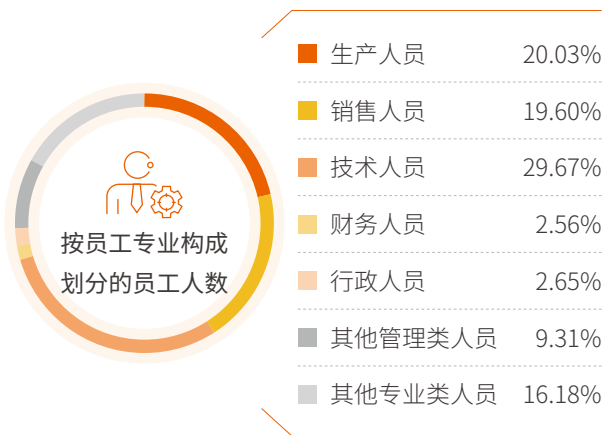 按员工专业构成
划分的员工人数
生产人员 20.03%
销售人员 19.60%
技术人员 29.67%
财务人员 2.56%
行政人员 2.65%
其他管理类人员 9.31%
其他专业类人员 16.18%